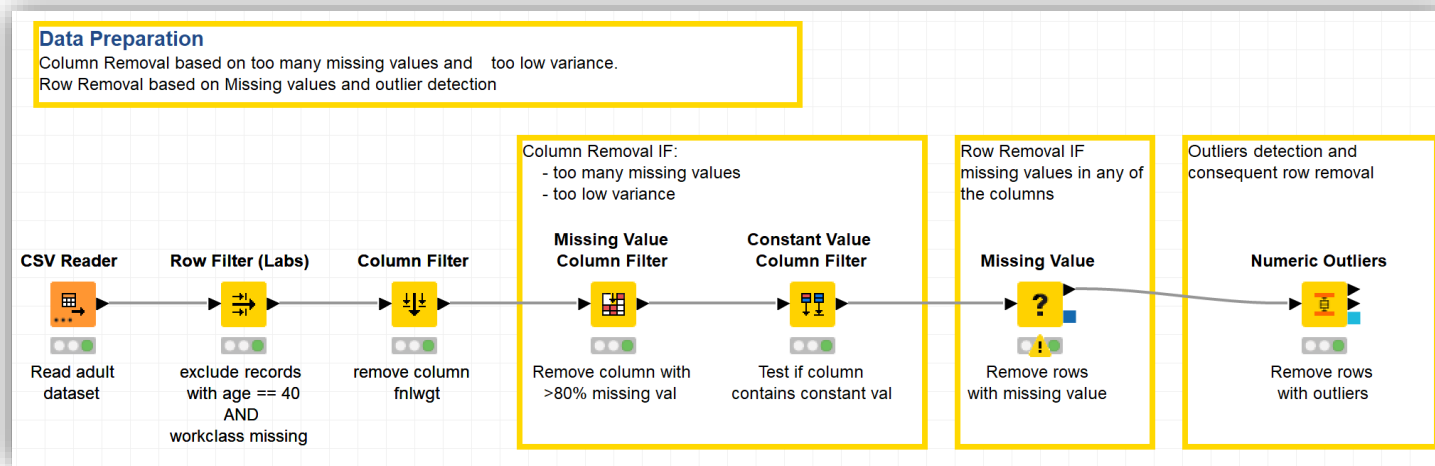 Data Preparation
Column Removal based on too many missing values and    too low variance.
Row Removal based on Missing values and outlier detection
Column Removal IF:
- too many missing values
- too low variance
Row Removal IF
missing values in any of
the columns
Outliers detection and
consequent row removal
CSV Reader
Read adult
dataset
Row Filter (Labs)
exclude records
with age == 40
AND
workclass missing
Column Filter
remove column
fnlwgt
Missing Value
Column Filter
Remove column with
>80% missing val
Constant Value
Column Filter
Test if column
contains constant val
Missing Value
?
!
Remove rows
with missing value
Numeric Outliers
Remove rows
with outliers